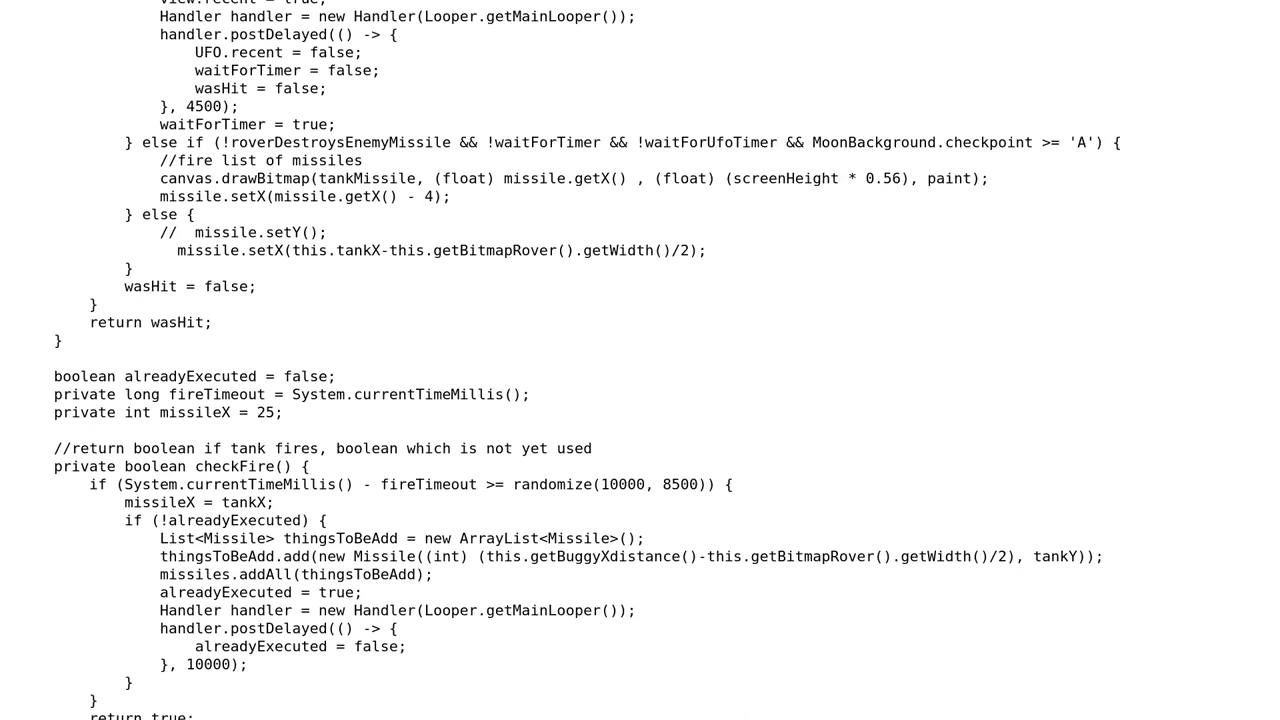 view.recent = true;
Handler handler = new Handler(Looper.getMainLooper());
handler.postDelayed(() -> {
UFO.recent = false;
waitForTimer = false;
wasHit = false;
}, 4500);
waitForTimer = true;
} else if (!roverDestroysEnemyMissile && !waitForTimer && !waitForUfoTimer && MoonBackground.checkpoint >= 'A') {
//fire list of missiles
canvas.drawBitmap(tankMissile, (float) missile.getX() , (float) (screenHeight * 0.56), paint);
missile.setX(missile.getX() - 4);
} else {
//  missile.setY();
missile.setX(this.tankX-this.getBitmapRover().getWidth()/2);
}
wasHit = false;
}
return wasHit;
}
boolean alreadyExecuted = false;
private long fireTimeout = System.currentTimeMillis();
private int missileX = 25;
//return boolean if tank fires, boolean which is not yet used
private boolean checkFire() {
if (System.currentTimeMillis() - fireTimeout >= randomize(10000, 8500)) {
missileX = tankX;
if (!alreadyExecuted) {
List<Missile> thingsToBeAdd = new ArrayList<Missile>();
thingsToBeAdd.add(new Missile((int) (this.getBuggyXdistance()-this.getBitmapRover().getWidth()/2), tankY));
missiles.addAll(thingsToBeAdd);
alreadyExecuted = true;
Handler handler = new Handler(Looper.getMainLooper());
handler.postDelayed(() -> {
alreadyExecuted = false;
}, 10000);
}
}
return true;